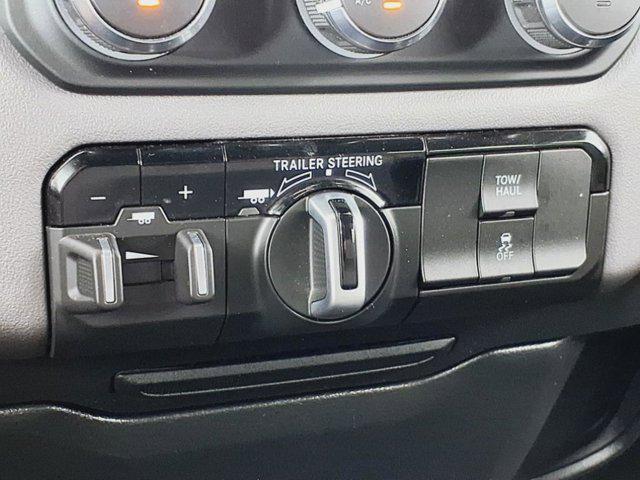 A/C
TRAILER STEERING
− +
TOW/
HAUL
OFF